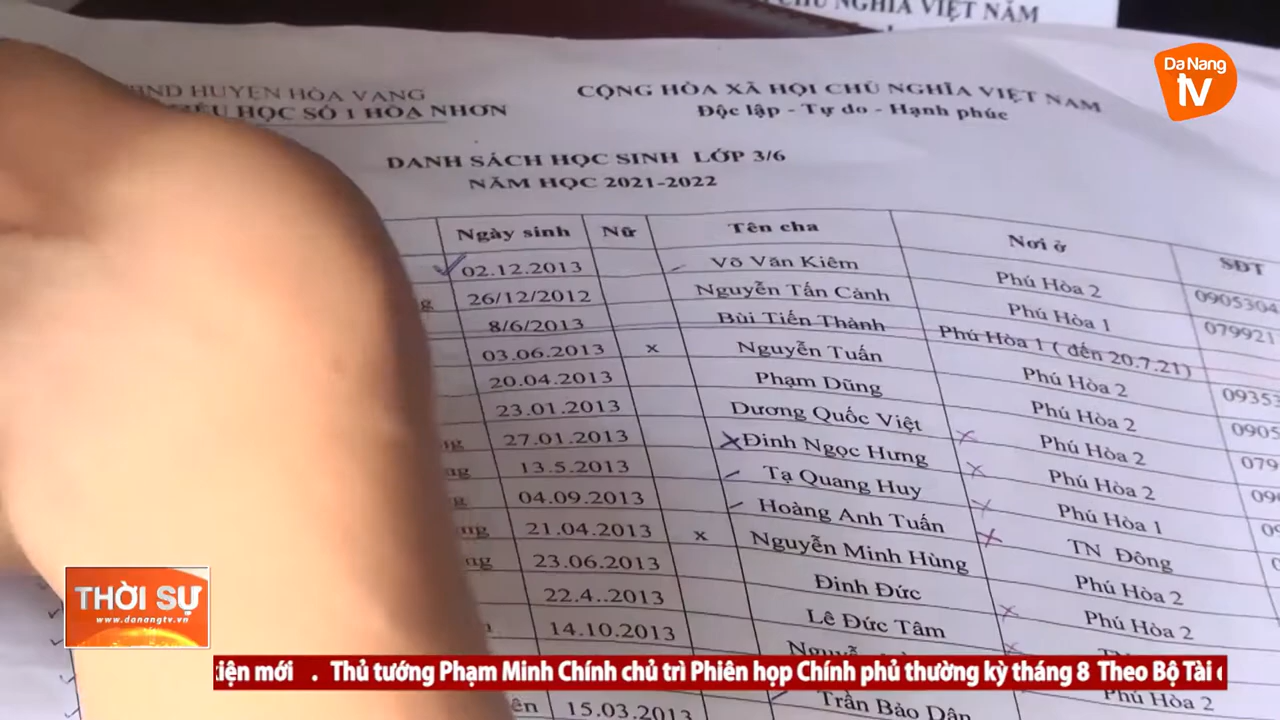 CHỦ NGHĨA VIỆT NAM
Da Nang
tv
HUYỆN HÒA VANG
CỘNG HÒA XÃ HỘI CHỦ NGHĨA VIỆT NAM
HỌC SỐ 1 HÒA NHƠN
Độc lập - Tự do - Hạnh phúc
DANH SÁCH HỌC SINH LỚP 3/6
NĂM HỌC 2021-2022
Ngày sinh Nữ Tên cha Nơi ở SĐT
02.12.2013 Võ Văn Kiêm Phú Hòa 2 0905304
26/12/2012 Nguyễn Tấn Cảnh Phú Hòa 1 079921
8/6/2013 Bùi Tiến Thành Phú Hòa 1 ( đến 20.7.21)
03.06.2013 x Nguyễn Tuấn Phú Hòa 2 0935
20.04.2013 Phạm Dũng Phú Hòa 2 0905
23.01.2013 Dương Quốc Việt Phú Hòa 2 079
27.01.2013 Đinh Ngọc Hưng Phú Hòa 2
13.5.2013 Tạ Quang Huy Phú Hòa 1
04.09.2013 Hoàng Anh Tuấn TN Đông
21.04.2013 x Nguyễn Minh Hùng Phú Hòa 2
23.06.2013 Đinh Đức Phú Hòa 2
22.4..2013 Lê Đức Tâm
14.10.2013
15.03.2013 Trần Bảo Dân Phú Hòa 2
THỜI SỰ
www.danangtv.vn
kiện mới . Thủ tướng Phạm Minh Chính chủ trì Phiên họp Chính phủ thường kỳ tháng 8 Theo Bộ Tài